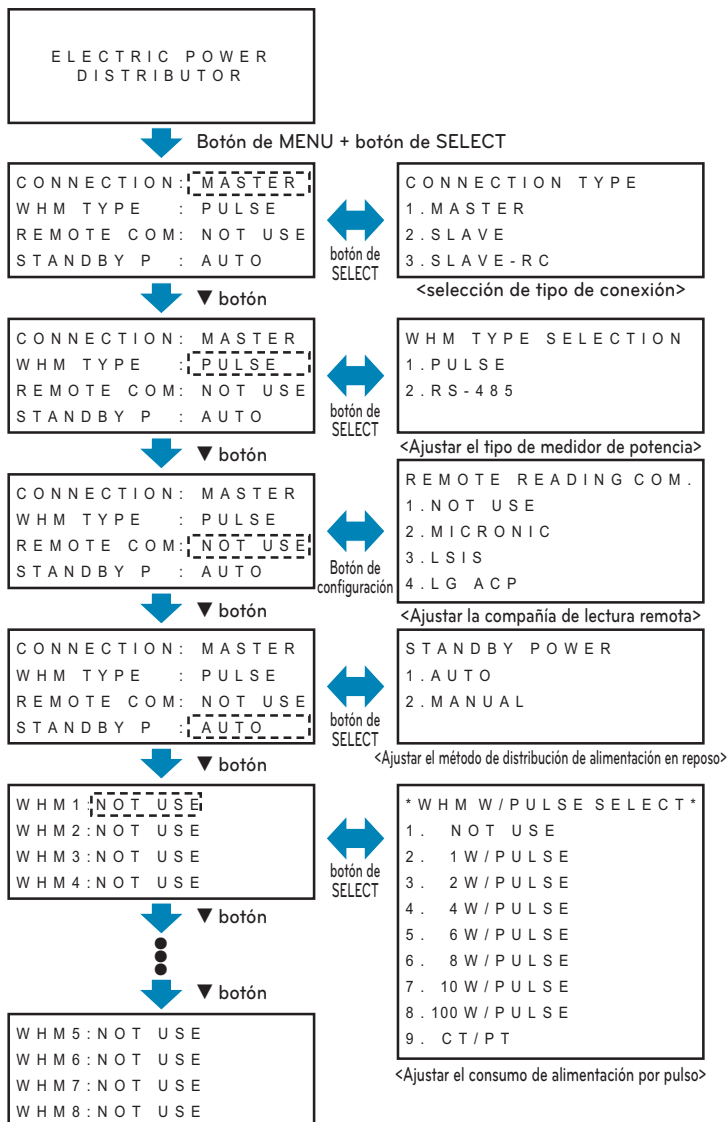 ELECTRIC POWER
DISTRIBUTOR
Botón de MENU + botón de SELECT
CONNECTION: MASTER
WHM TYPE : PULSE
REMOTE COM: NOT USE
STANDBY P : AUTO
botón de
SELECT
CONNECTION TYPE
1.MASTER
2.SLAVE
3.SLAVE-RC
<selección de tipo de conexión>
▼ botón
CONNECTION: MASTER
WHM TYPE : PULSE
REMOTE COM: NOT USE
STANDBY P : AUTO
botón de
SELECT
WHM TYPE SELECTION
1.PULSE
2.RS-485
<Ajustar el tipo de medidor de potencia>
▼ botón
CONNECTION: MASTER
WHM TYPE : PULSE
REMOTE COM: NOT USE
STANDBY P : AUTO
Botón de
configuración
REMOTE READING COM.
1.NOT USE
2.MICRONIC
3.LSIS
4.LG ACP
<Ajustar la compañía de lectura remota>
▼ botón
CONNECTION: MASTER
WHM TYPE : PULSE
REMOTE COM: NOT USE
STANDBY P : AUTO
botón de
SELECT
STANDBY POWER
1.AUTO
2.MANUAL
<Ajustar el método de distribución de alimentación en reposo>
▼ botón
WHM1:NOT USE
WHM2:NOT USE
WHM3:NOT USE
WHM4:NOT USE
botón de
SELECT
*WHM W/PULSE SELECT*
1. NOT USE
2. 1W/PULSE
3. 2W/PULSE
4. 4W/PULSE
5. 6W/PULSE
6. 8W/PULSE
7. 10W/PULSE
8.100W/PULSE
9. CT/PT
<Ajustar el consumo de alimentación por pulso>
▼ botón
▼ botón
WHM5:NOT USE
WHM6:NOT USE
WHM7:NOT USE
WHM8:NOT USE